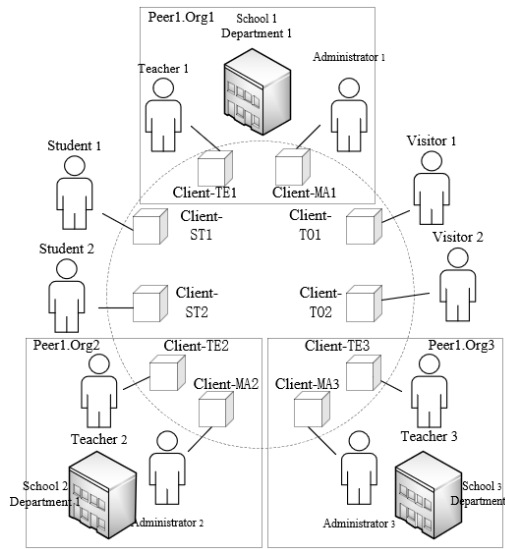 Peer1.Org1
School 1
Department 1
Teacher 1
Administrator 1
Client-TE1
Client-MA1
Student 1
Visitor 1
Client-
ST1
Client-
TO1
Student 2
Visitor 2
Client-
ST2
Client-
TO2
Peer1.Org2
Client-TE2
Client-TE3
Peer1.Org3
Client-MA2
Client-MA3
Teacher 2
Teacher 3
School 2
Department 1
Administrator 2
School 3
Department
Administrator 3